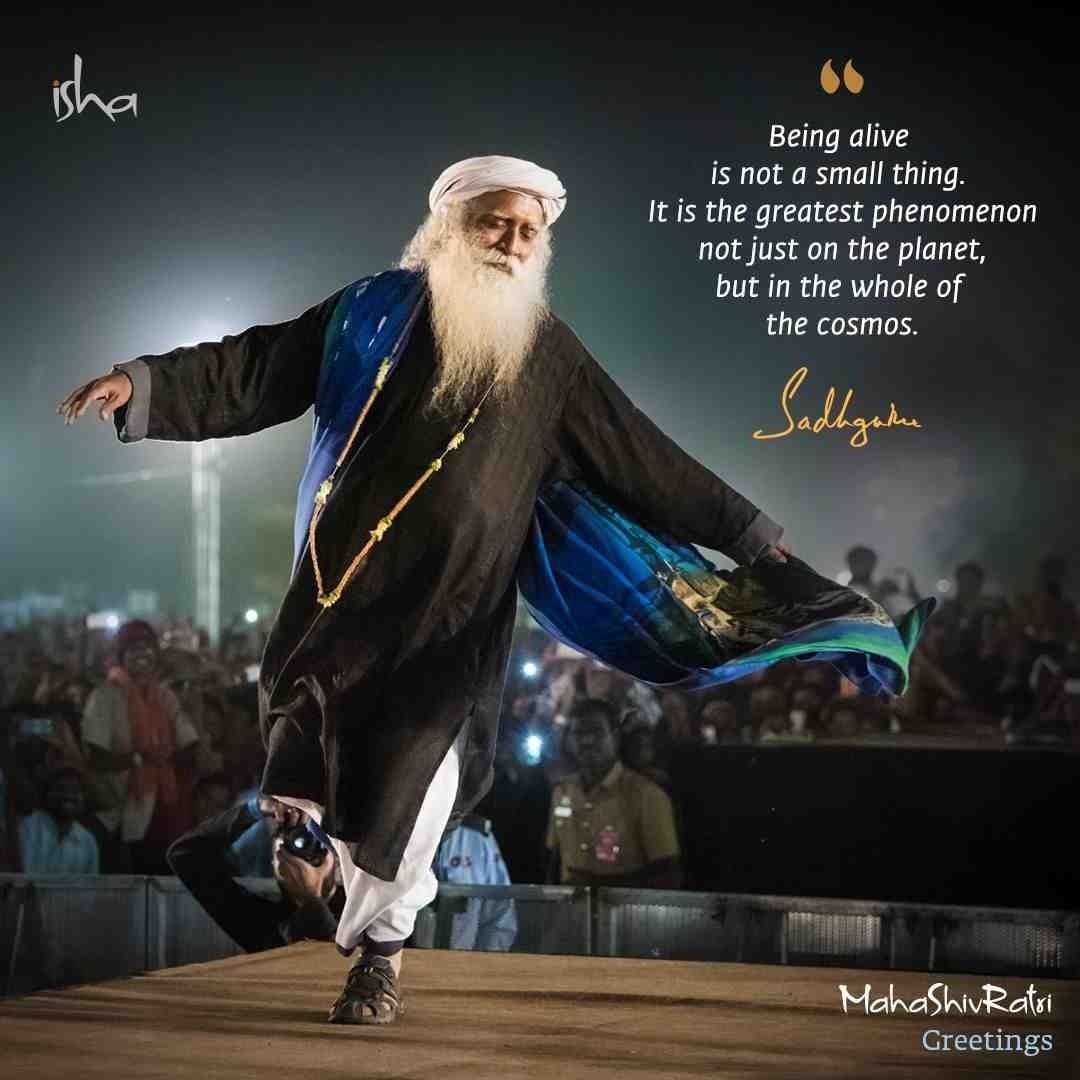 isha
Being alive
is not a small thing.
It is the greatest phenomenon
not just on the planet,
but in the whole of
the cosmos.
Sadhguru
MahaShivRatri
Greetings